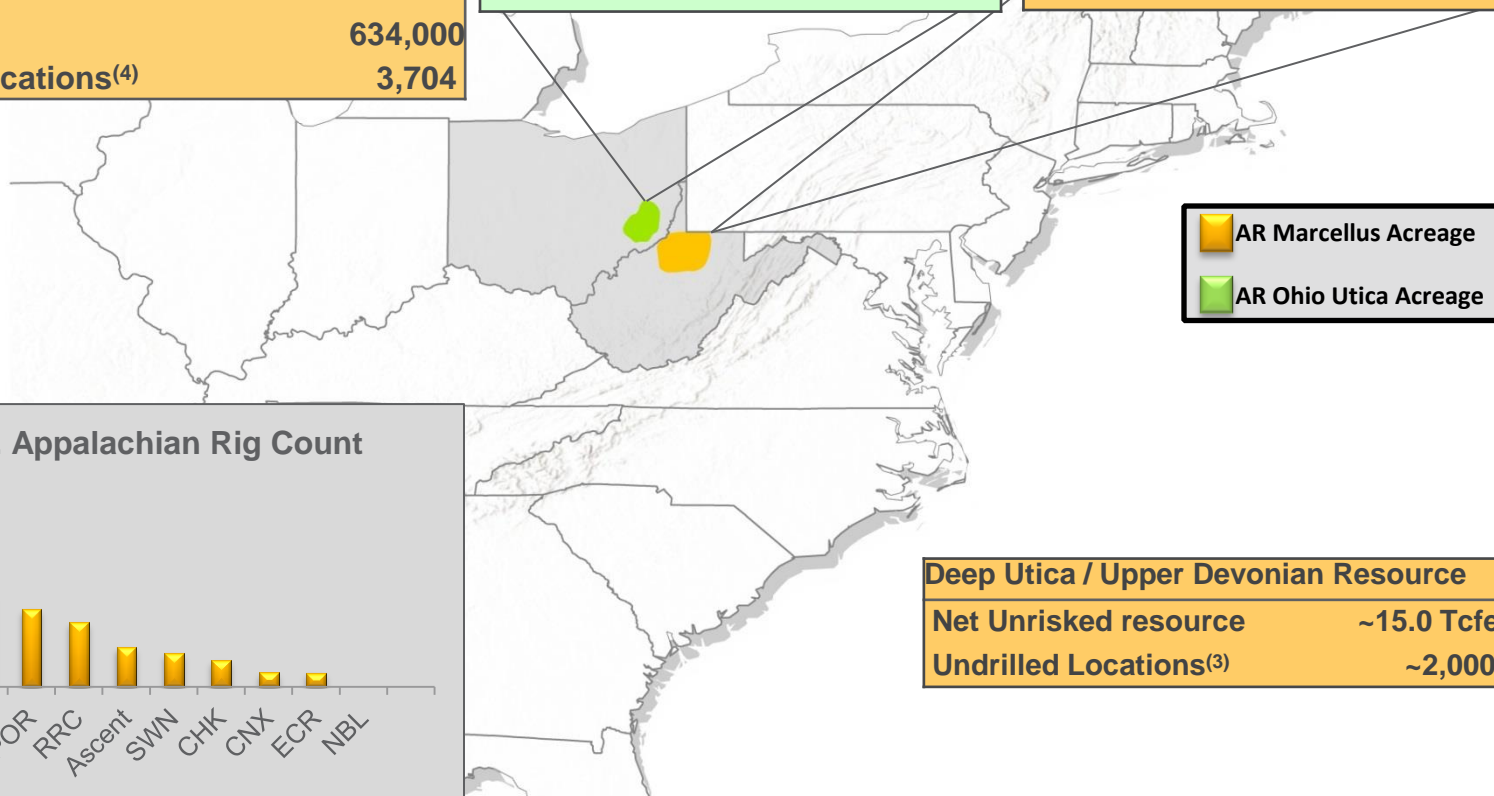 634,000
cations(4) 3,704
AR Marcellus Acreage
AR Ohio Utica Acreage
Appalachian Rig Count
OR
RRC
Ascent
SWN
CHK
CNX
ECR
NBL
Deep Utica / Upper Devonian Resource
Net Unrisked resource ~15.0 Tcfe
Undrilled Locations(3) ~2,000